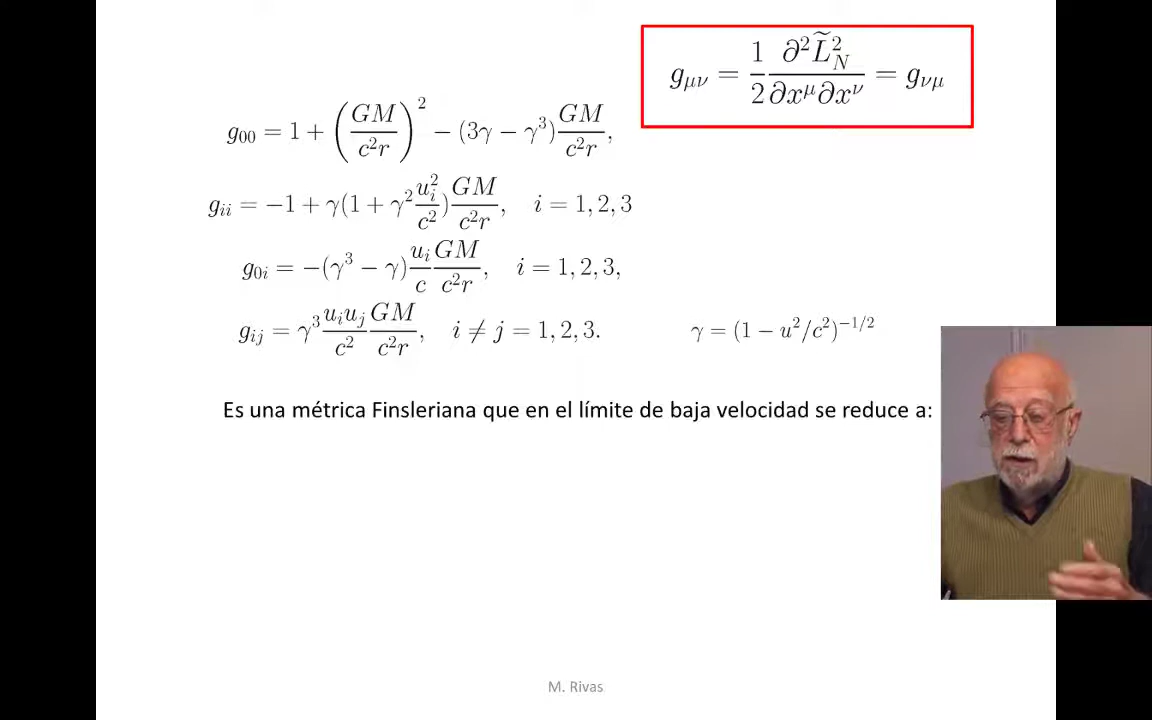 g_{μν} = \frac{1}{2} \frac{∂^2 \widetilde{L}_N^2}{∂x^μ ∂x^ν} = g_{νμ}
g_{00} = 1 + \left(\frac{GM}{c^2 r}\right)^2 − (3γ − γ^3)\frac{GM}{c^2 r},
g_{ii} = −1 + γ(1 + γ^2 \frac{u_i^2}{c^2})\frac{GM}{c^2 r}, i = 1, 2, 3
g_{0i} = −(γ^3 − γ)\frac{u_i}{c}\frac{GM}{c^2 r}, i = 1, 2, 3,
g_{ij} = γ^3 \frac{u_i u_j}{c^2}\frac{GM}{c^2 r}, i ≠ j = 1, 2, 3. γ = (1 − u^2/c^2)^{−1/2}
Es una métrica Finsleriana que en el límite de baja velocidad se reduce a:
M. Rivas